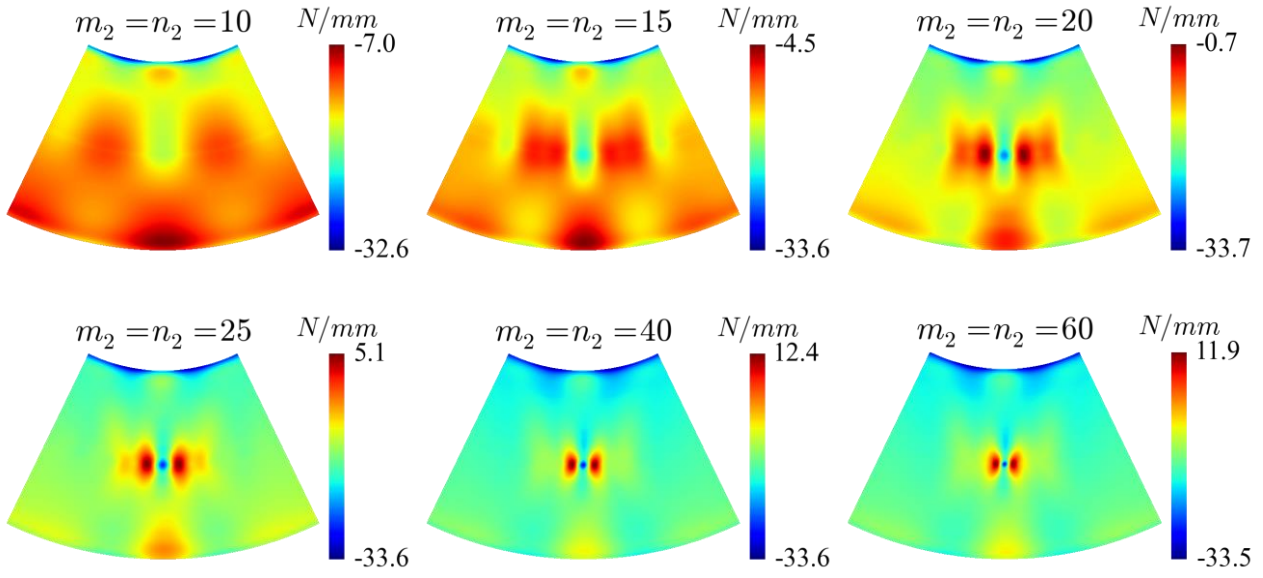 m₂ = n₂ = 10 N/mm
-7.0
-32.6
m₂ = n₂ = 15 N/mm
-4.5
-33.6
m₂ = n₂ = 20 N/mm
-0.7
-33.7
m₂ = n₂ = 25 N/mm
5.1
-33.6
m₂ = n₂ = 40 N/mm
12.4
-33.6
m₂ = n₂ = 60 N/mm
11.9
-33.5